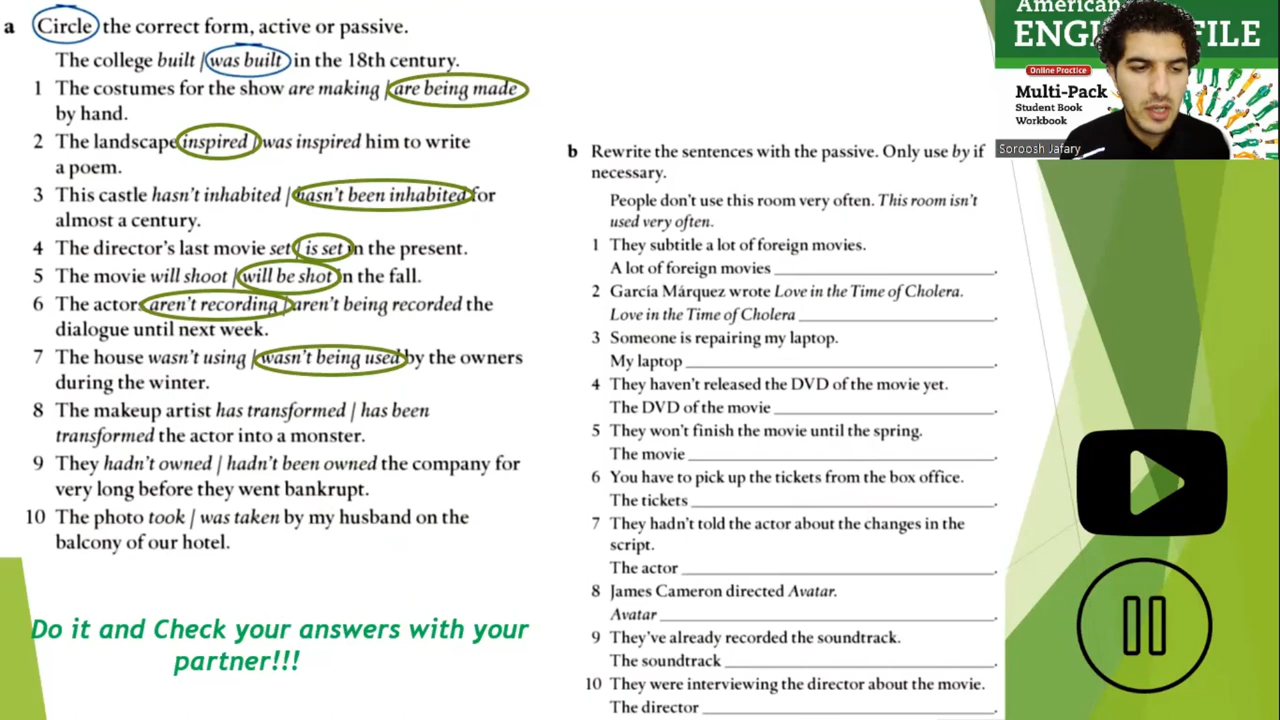 a Circle the correct form, active or passive.
The college built | was built in the 18th century.
1 The costumes for the show are making | are being made
by hand.
2 The landscape inspired | was inspired him to write
a poem.
3 This castle hasn't inhabited | hasn't been inhabited for
almost a century.
4 The director's last movie set | is set in the present.
5 The movie will shoot | will be shot in the fall.
6 The actors aren't recording | aren't being recorded the
dialogue until next week.
7 The house wasn't using | wasn't being used by the owners
during the winter.
8 The makeup artist has transformed | has been
transformed the actor into a monster.
9 They hadn't owned | hadn't been owned the company for
very long before they went bankrupt.
10 The photo took | was taken by my husband on the
balcony of our hotel.
Do it and Check your answers with your
partner!!!
b Rewrite the sentences with the passive. Only use by if
necessary.
People don't use this room very often. This room isn't
used very often.
1 They subtitle a lot of foreign movies.
A lot of foreign movies ____________.
2 García Márquez wrote Love in the Time of Cholera.
Love in the Time of Cholera ____________.
3 Someone is repairing my laptop.
My laptop ____________.
4 They haven't released the DVD of the movie yet.
The DVD of the movie ____________.
5 They won't finish the movie until the spring.
The movie ____________.
6 You have to pick up the tickets from the box office.
The tickets ____________.
7 They hadn't told the actor about the changes in the
script.
The actor ____________.
8 James Cameron directed Avatar.
Avatar ____________.
9 They've already recorded the soundtrack.
The soundtrack ____________.
10 They were interviewing the director about the movie.
The director ____________.
American
ENG FILE
Online Practice
Multi-Pack
Student Book
Workbook
Soroosh Jafary